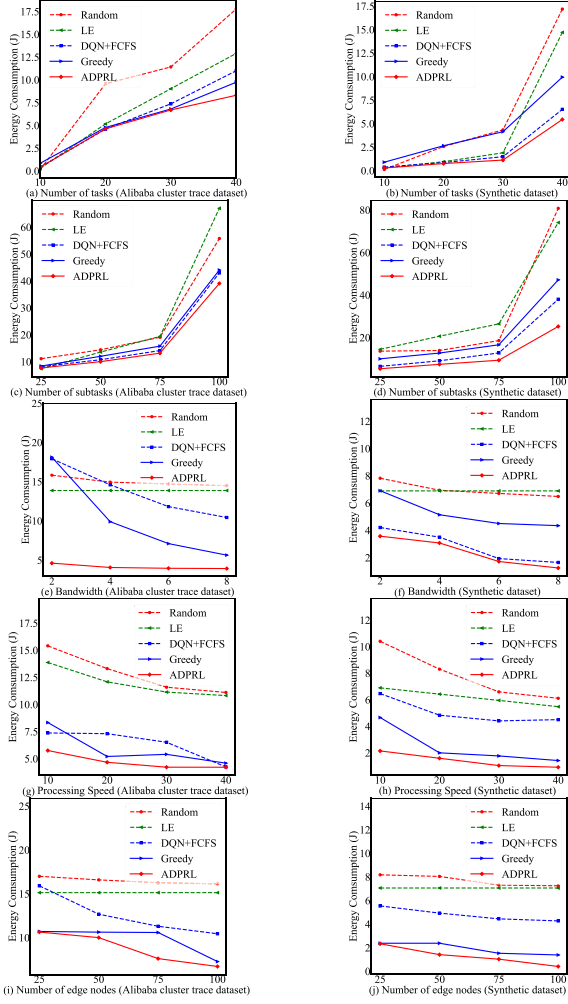 Energy Comsumption (J)
17.5
15.0
12.5
10.0
7.5
5.0
2.5
0.0
Random
LE
DQN+FCFS
Greedy
ADPRL
10 20 30 40
(a) Number of tasks (Alibaba cluster trace dataset)
Energy Comsumption (J)
17.5
15.0
12.5
10.0
7.5
5.0
2.5
0.0
Random
LE
DQN+FCFS
Greedy
ADPRL
10 20 30 40
(b) Number of tasks (Synthetic dataset)
Energy Comsumption (J)
60
50
40
30
20
10
Random
LE
DQN+FCFS
Greedy
ADPRL
25 50 75 100
(c) Number of subtasks (Alibaba cluster trace dataset)
Energy Comsumption (J)
80
60
40
20
Random
LE
DQN+FCFS
Greedy
ADPRL
25 50 75 100
(d) Number of subtasks (Synthetic dataset)
Energy Comsumption (J)
25
20
15
10
5
Random
LE
DQN+FCFS
Greedy
ADPRL
2 4 6 8
(e) Bandwidth (Alibaba cluster trace dataset)
Energy Comsumption (J)
12
10
8
6
4
2
Random
LE
DQN+FCFS
Greedy
ADPRL
2 4 6 8
(f) Bandwidth (Synthetic dataset)
Energy Comsumption (J)
17.5
15.0
12.5
10.0
7.5
5.0
Random
LE
DQN+FCFS
Greedy
ADPRL
10 20 30 40
(g) Processing Speed (Alibaba cluster trace dataset)
Energy Comsumption (J)
12
10
8
6
4
2
Random
LE
DQN+FCFS
Greedy
ADPRL
10 20 30 40
(h) Processing Speed (Synthetic dataset)
Energy Comsumption (J)
25
20
15
10
Random
LE
DQN+FCFS
Greedy
ADPRL
25 50 75 100
(i) Number of edge nodes (Alibaba cluster trace dataset)
Energy Comsumption (J)
14
12
10
8
6
4
2
0
Random
LE
DQN+FCFS
Greedy
ADPRL
25 50 75 100
(j) Number of edge nodes (Synthetic dataset)